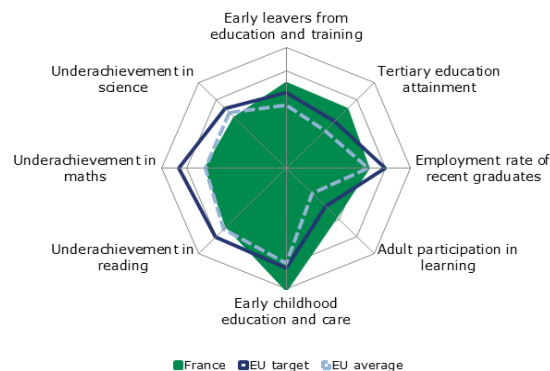 Early leavers from
education and training
Underachievement in
science
Tertiary education
attainment
Underachievement in
maths
Employment rate of
recent graduates
Underachievement in
reading
Adult participation in
learning
Early childhood
education and care
France
EU target
EU average